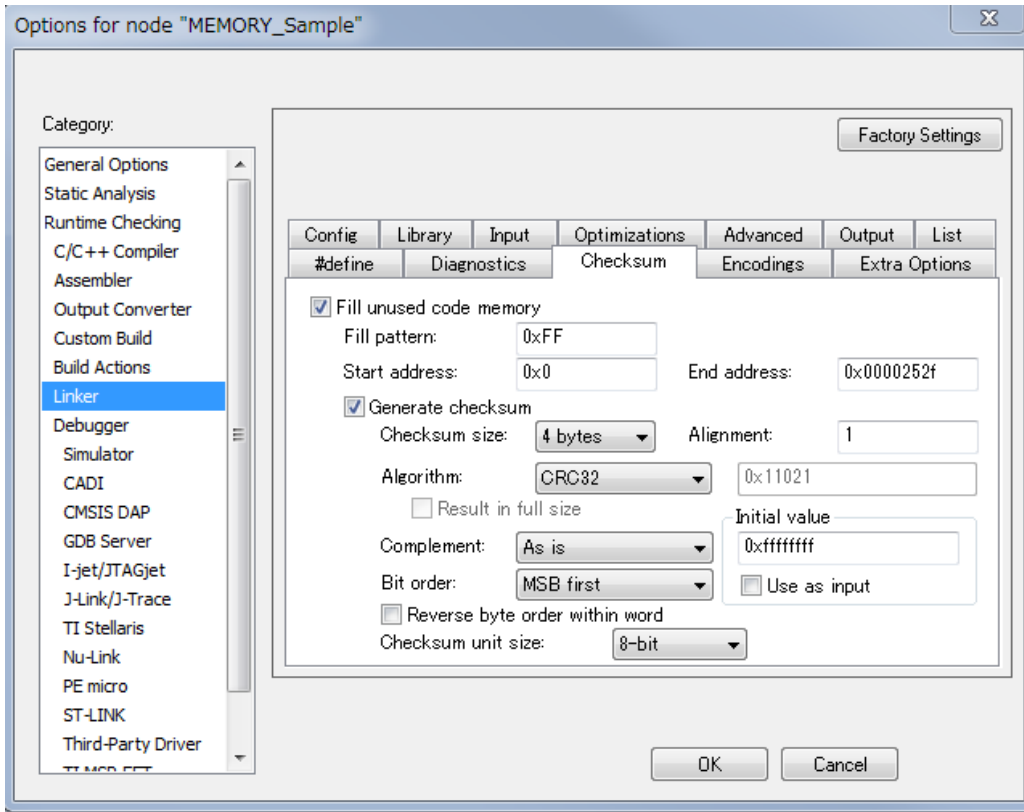 Options for node "MEMORY_Sample"
Category:
General Options
Static Analysis
Runtime Checking
C/C++ Compiler
Assembler
Output Converter
Custom Build
Build Actions
Linker
Debugger
Simulator
CADI
CMSIS DAP
GDB Server
I-jet/JTAGjet
J-Link/J-Trace
TI Stellaris
Nu-Link
PE micro
ST-LINK
Third-Party Driver
Factory Settings
Config Library Input Optimizations Advanced Output List
#define Diagnostics Checksum Encodings Extra Options
Fill unused code memory
Fill pattern: 0xFF
Start address: 0x0 End address: 0x0000252f
Generate checksum
Checksum size: 4 bytes Alignment: 1
Algorithm: CRC32 0x11021
Result in full size
Initial value
Complement: As is 0xffffffff
Bit order: MSB first Use as input
Reverse byte order within word
Checksum unit size: 8-bit
OK Cancel